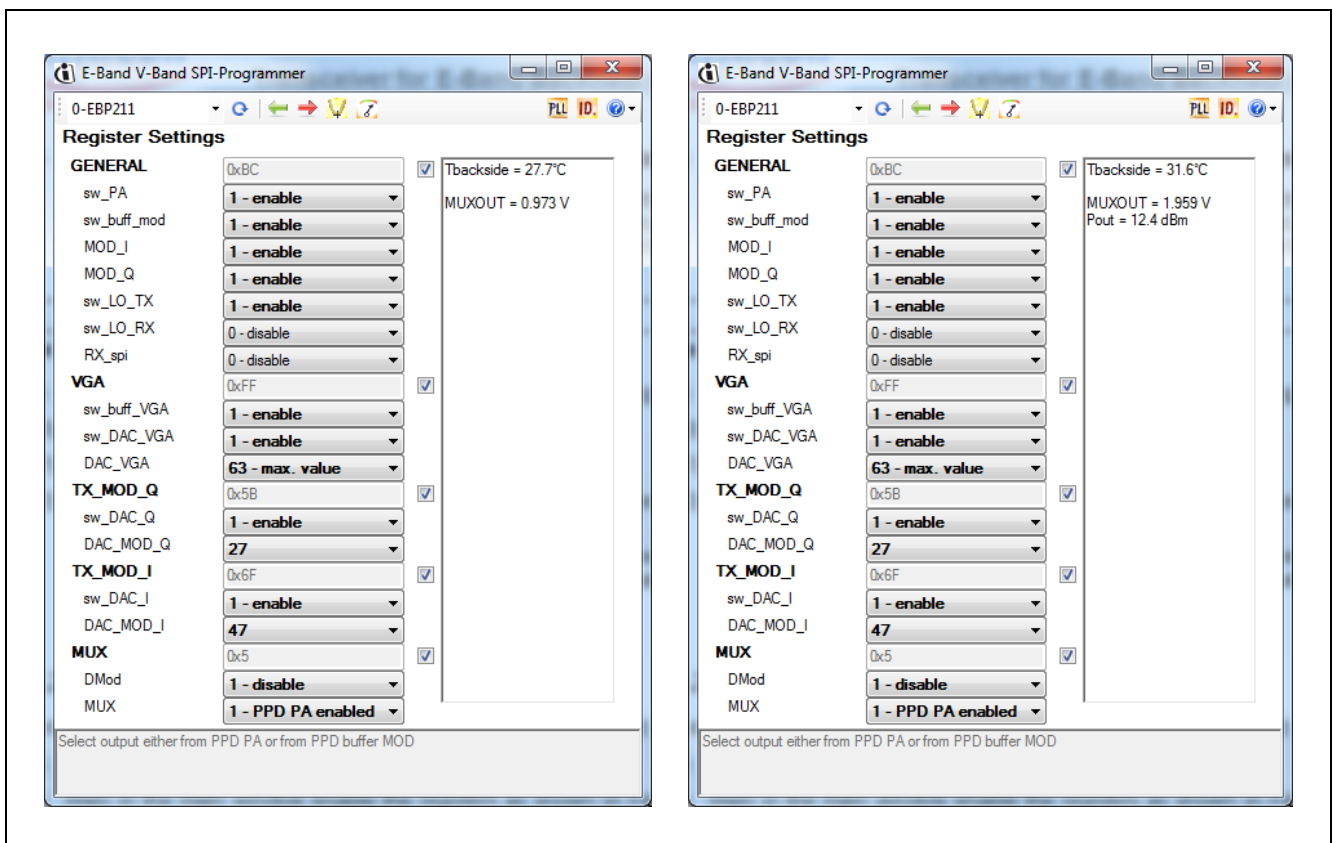 E-Band V-Band SPI-Programmer
0-EBP211
PLL ID.
Register Settings
GENERAL 0xBC
sw_PA 1 - enable
sw_buff_mod 1 - enable
MOD_I 1 - enable
MOD_Q 1 - enable
sw_LO_TX 1 - enable
sw_LO_RX 0 - disable
RX_spi 0 - disable
VGA 0xFF
sw_buff_VGA 1 - enable
sw_DAC_VGA 1 - enable
DAC_VGA 63 - max. value
TX_MOD_Q 0x5B
sw_DAC_Q 1 - enable
DAC_MOD_Q 27
TX_MOD_I 0x6F
sw_DAC_I 1 - enable
DAC_MOD_I 47
MUX 0x5
DMod 1 - disable
MUX 1 - PPD PA enabled
Tbackside = 27.7°C
MUXOUT = 0.973 V
Select output either from PPD PA or from PPD buffer MOD
E-Band V-Band SPI-Programmer
0-EBP211
PLL ID.
Register Settings
GENERAL 0xBC
sw_PA 1 - enable
sw_buff_mod 1 - enable
MOD_I 1 - enable
MOD_Q 1 - enable
sw_LO_TX 1 - enable
sw_LO_RX 0 - disable
RX_spi 0 - disable
VGA 0xFF
sw_buff_VGA 1 - enable
sw_DAC_VGA 1 - enable
DAC_VGA 63 - max. value
TX_MOD_Q 0x5B
sw_DAC_Q 1 - enable
DAC_MOD_Q 27
TX_MOD_I 0x6F
sw_DAC_I 1 - enable
DAC_MOD_I 47
MUX 0x5
DMod 1 - disable
MUX 1 - PPD PA enabled
Tbackside = 31.6°C
MUXOUT = 1.959 V
Pout = 12.4 dBm
Select output either from PPD PA or from PPD buffer MOD